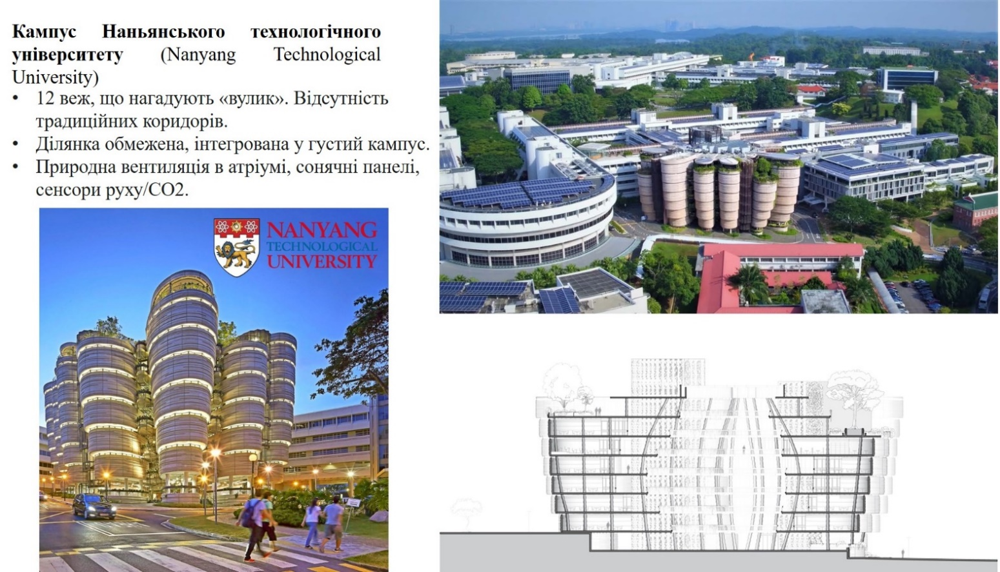 Кампус Наньянського технологічного
університету (Nanyang Technological
University)
• 12 веж, що нагадують «вулик». Відсутність
традиційних коридорів.
• Ділянка обмежена, інтегрована у густий кампус.
• Природна вентиляція в атріумі, сонячні панелі,
сенсори руху/СО2.
NANYANG
TECHNOLOGICAL
UNIVERSITY